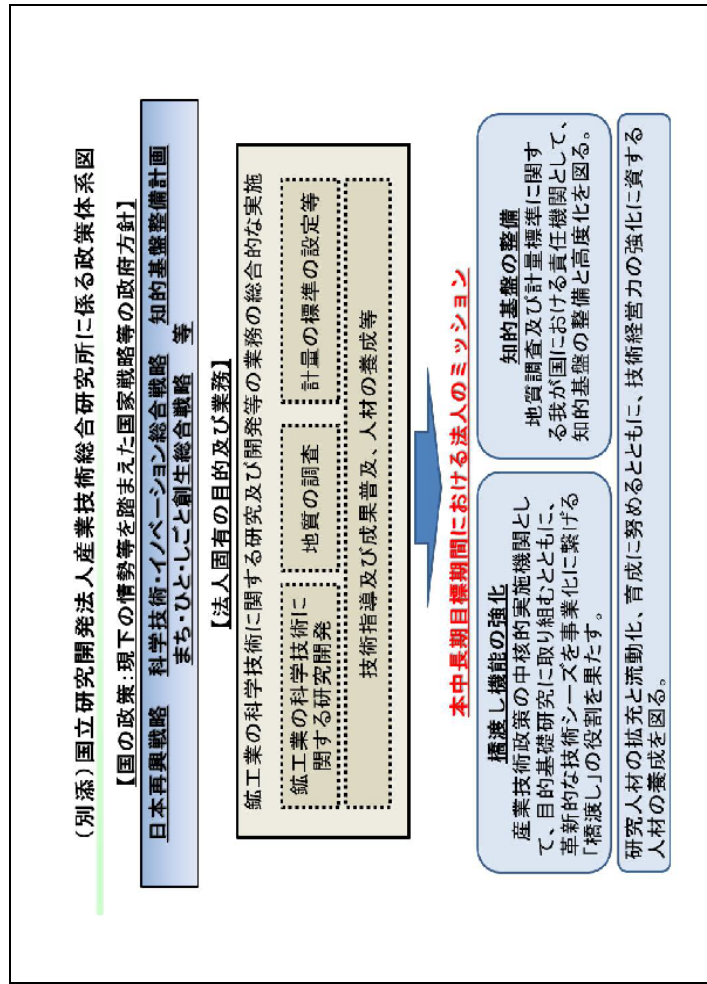 (別添)国立研究開発法人産業技術総合研究所に係る政策体系図
【国の政策:現下の情勢等を踏まえた国家戦略等の政府方針】
日本再興戦略 科学技術・イノベーション総合戦略 知的基盤整備計画
まち・ひと・しごと創生総合戦略 等
【法人固有の目的及び業務】
鉱工業の科学技術に関する研究及び開発等の業務の総合的な実施
鉱工業の科学技術に
関する研究開発
地質の調査
計量の標準の設定等
技術指導及び成果普及、人材の養成等
本中長期目標期間における法人のミッション
橋渡し機能の強化
産業技術政策の中核的実施機関とし
て、目的基礎研究に取り組むとともに、
革新的な技術シーズを事業化に繋げる
「橋渡し」の役割を果たす。
知的基盤の整備
地質調査及び計量標準に関す
る我が国における責任機関として、
知的基盤の整備と高度化を図る。
研究人材の拡充と流動化、育成に努めるとともに、技術経営力の強化に資する
人材の養成を図る。